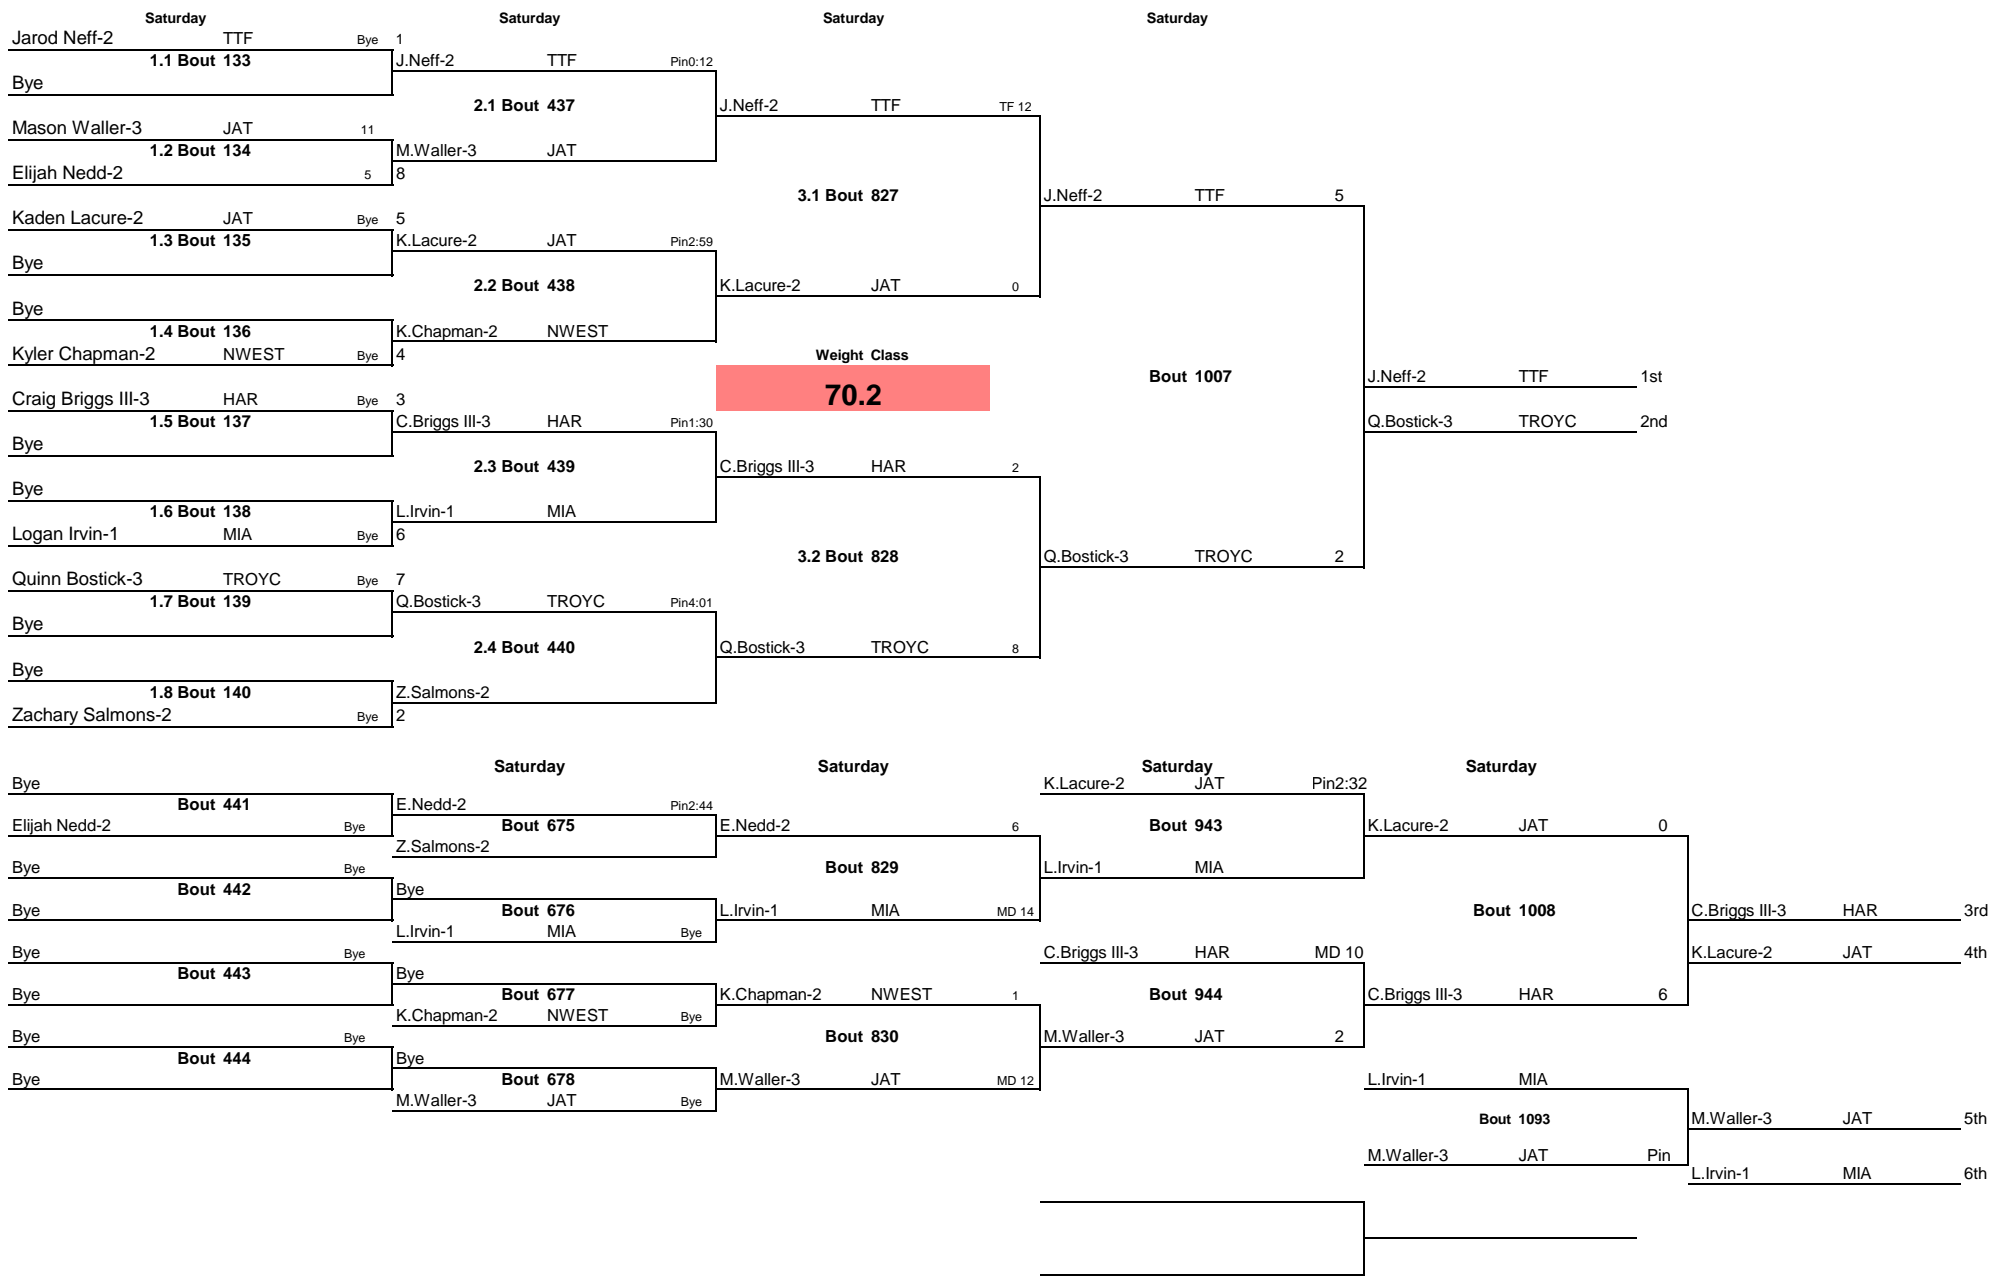 Saturday Saturday Saturday Saturday
Jarod Neff-2 TTF Bye 1
1.1 Bout 133 J.Neff-2 TTF Pin0:12
Bye
2.1 Bout 437 J.Neff-2 TTF TF 12
Mason Waller-3 JAT 11
1.2 Bout 134 M.Waller-3 JAT
Elijah Nedd-2 5 8
3.1 Bout 827 J.Neff-2 TTF 5
Kaden Lacure-2 JAT Bye 5
1.3 Bout 135 K.Lacure-2 JAT Pin2:59
Bye
2.2 Bout 438 K.Lacure-2 JAT 0
Bye
1.4 Bout 136 K.Chapman-2 NWEST
Kyler Chapman-2 NWEST Bye 4 Weight Class
Bout 1007 J.Neff-2 TTF 1st
Craig Briggs III-3 HAR Bye 3 70.2
1.5 Bout 137 C.Briggs III-3 HAR Pin1:30 Q.Bostick-3 TROYC 2nd
Bye
2.3 Bout 439 C.Briggs III-3 HAR 2
Bye
1.6 Bout 138 L.Irvin-1 MIA
Logan Irvin-1 MIA Bye 6
3.2 Bout 828 Q.Bostick-3 TROYC 2
Quinn Bostick-3 TROYC Bye 7
1.7 Bout 139 Q.Bostick-3 TROYC Pin4:01
Bye
2.4 Bout 440 Q.Bostick-3 TROYC 8
Bye
1.8 Bout 140 Z.Salmons-2
Zachary Salmons-2 Bye 2
Saturday Saturday Saturday Saturday
Bye K.Lacure-2 JAT Pin2:32
Bout 441 E.Nedd-2 Pin2:44
Elijah Nedd-2 Bye Bout 675 E.Nedd-2 6 Bout 943 K.Lacure-2 JAT 0
Z.Salmons-2
Bye Bye Bout 829 L.Irvin-1 MIA
Bout 442 Bye
Bye Bout 676 L.Irvin-1 MIA MD 14 Bout 1008 C.Briggs III-3 HAR 3rd
L.Irvin-1 MIA Bye
Bye Bye C.Briggs III-3 HAR MD 10 K.Lacure-2 JAT 4th
Bout 443 Bye
Bye Bout 677 K.Chapman-2 NWEST 1 Bout 944 C.Briggs III-3 HAR 6
K.Chapman-2 NWEST Bye
Bye Bye Bout 830 M.Waller-3 JAT 2
Bout 444 Bye
Bye Bout 678 M.Waller-3 JAT MD 12 L.Irvin-1 MIA
M.Waller-3 JAT Bye
Bout 1093 M.Waller-3 JAT 5th
M.Waller-3 JAT Pin
L.Irvin-1 MIA 6th